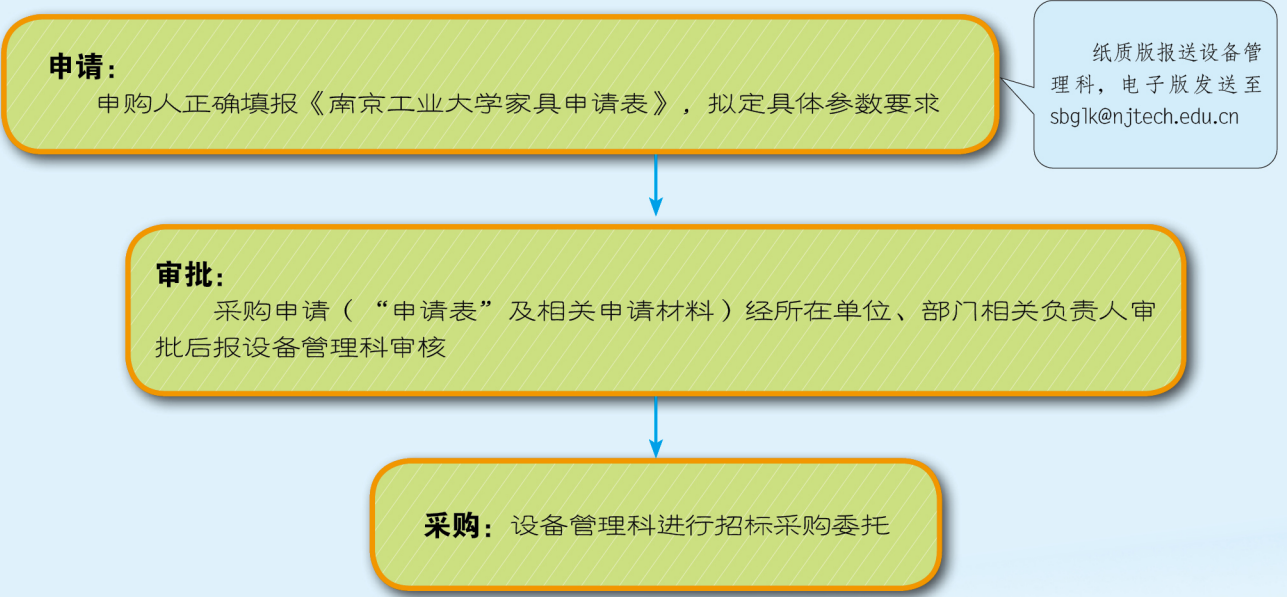 申请：
申购人正确填报《南京工业大学家具申请表》，拟定具体参数要求
纸质版报送设备管
理科，电子版发送至
sbglk@njtech.edu.cn
审批：
采购申请（“申请表”及相关申请材料）经所在单位、部门相关负责人审
批后报设备管理科审核
采购：设备管理科进行招标采购委托